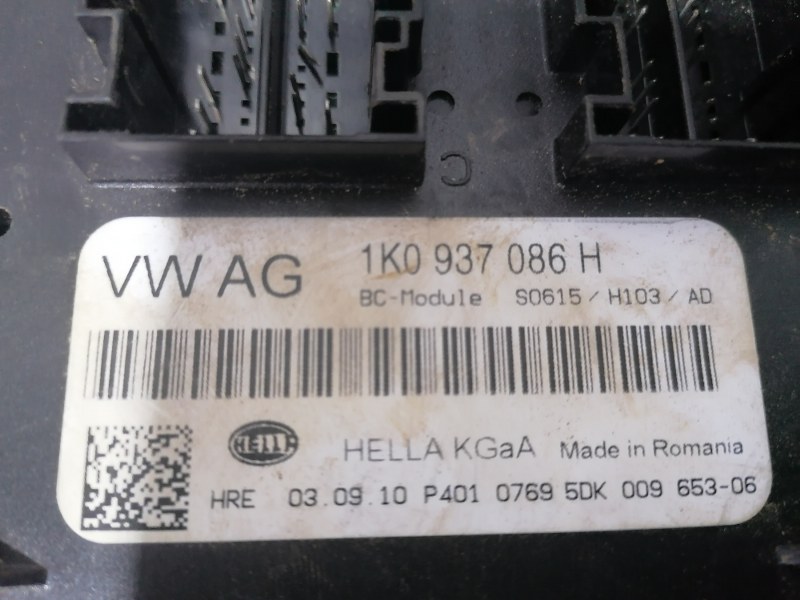 C
VW AG 1K0 937 086 H
BC-Module S0615 / H103 / AD
HELLA HELLA KGaA Made in Romania
HRE 03.09.10 P401 0769 5DK 009 653-06